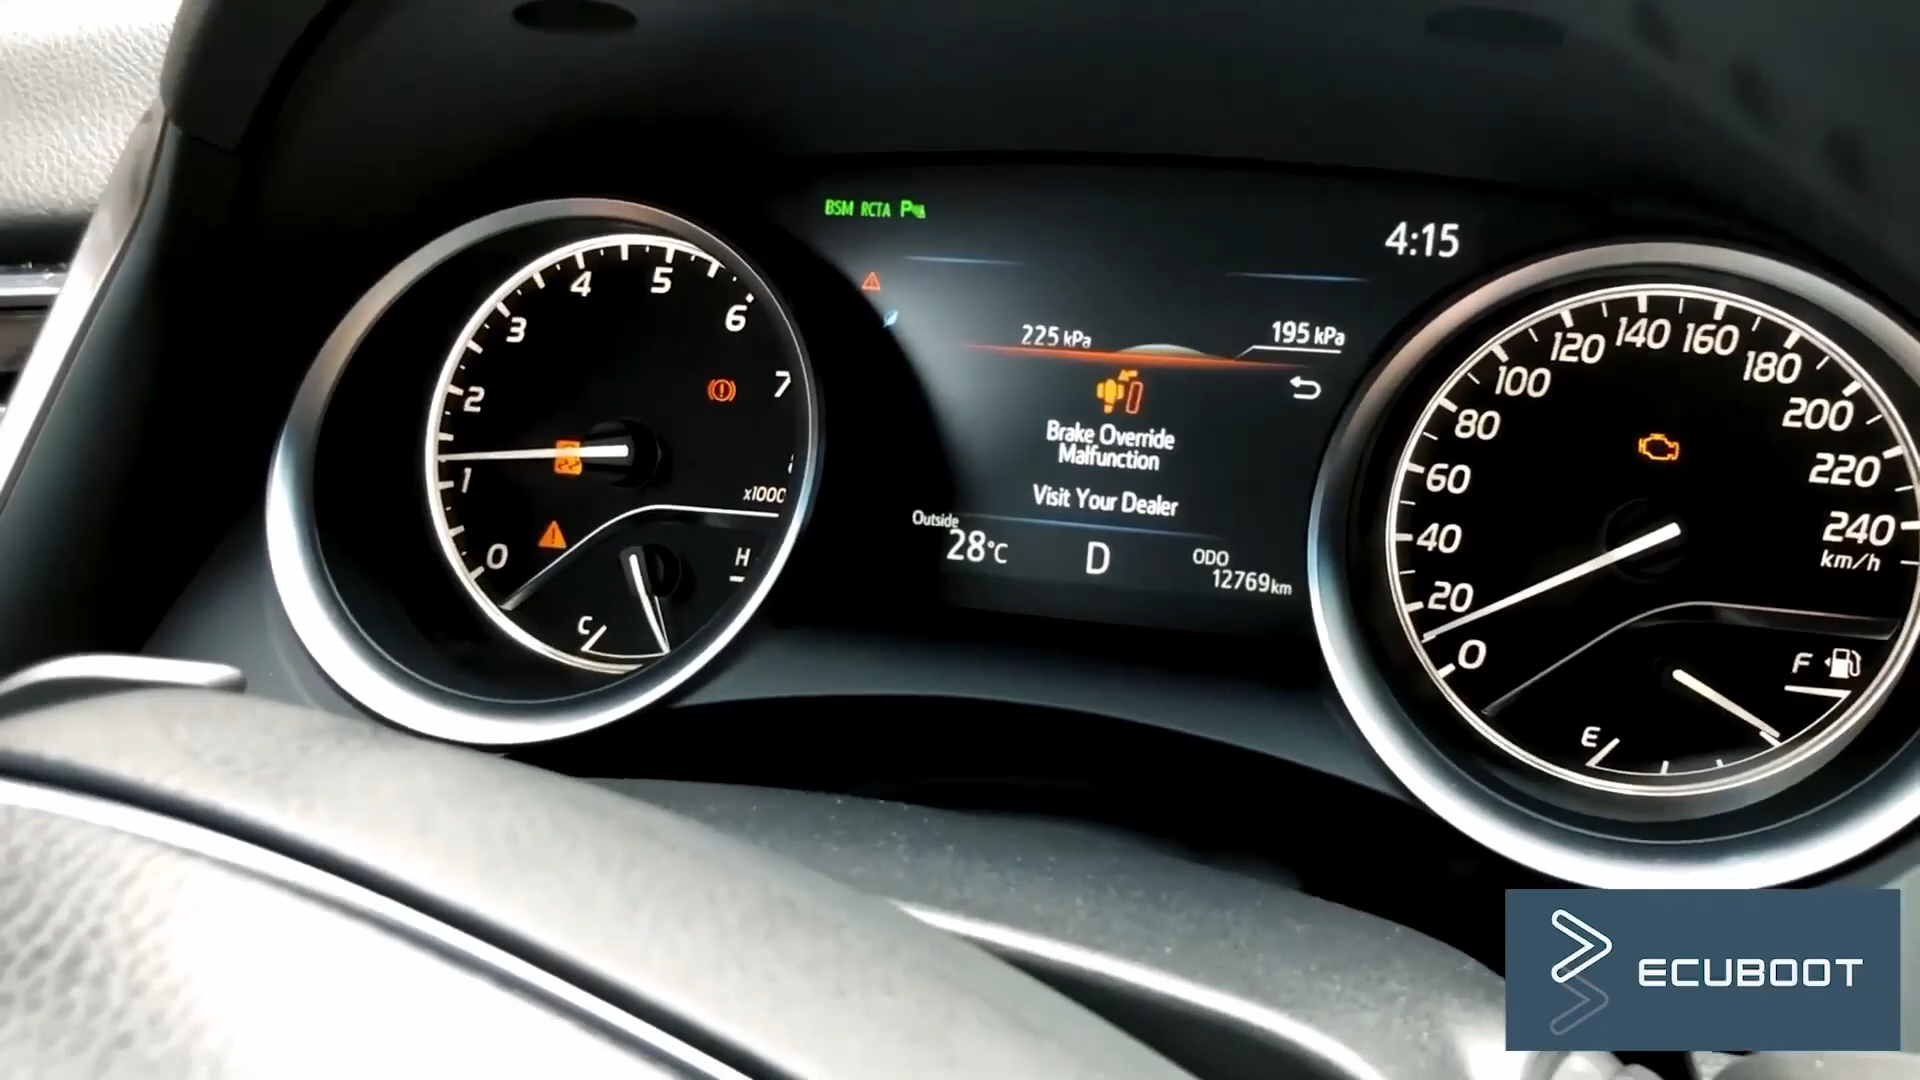 BSM RCTA P
4:15
225 kPa
195 kPa
Brake Override
Malfunction
Visit Your Dealer
Outside
28°C
D
ODO
12769 km
0
1
2
3
4
5
6
7
x1000
H
C
0
20
40
60
80
100
120
140
160
180
200
220
240
km/h
F
E
ECUBOOT